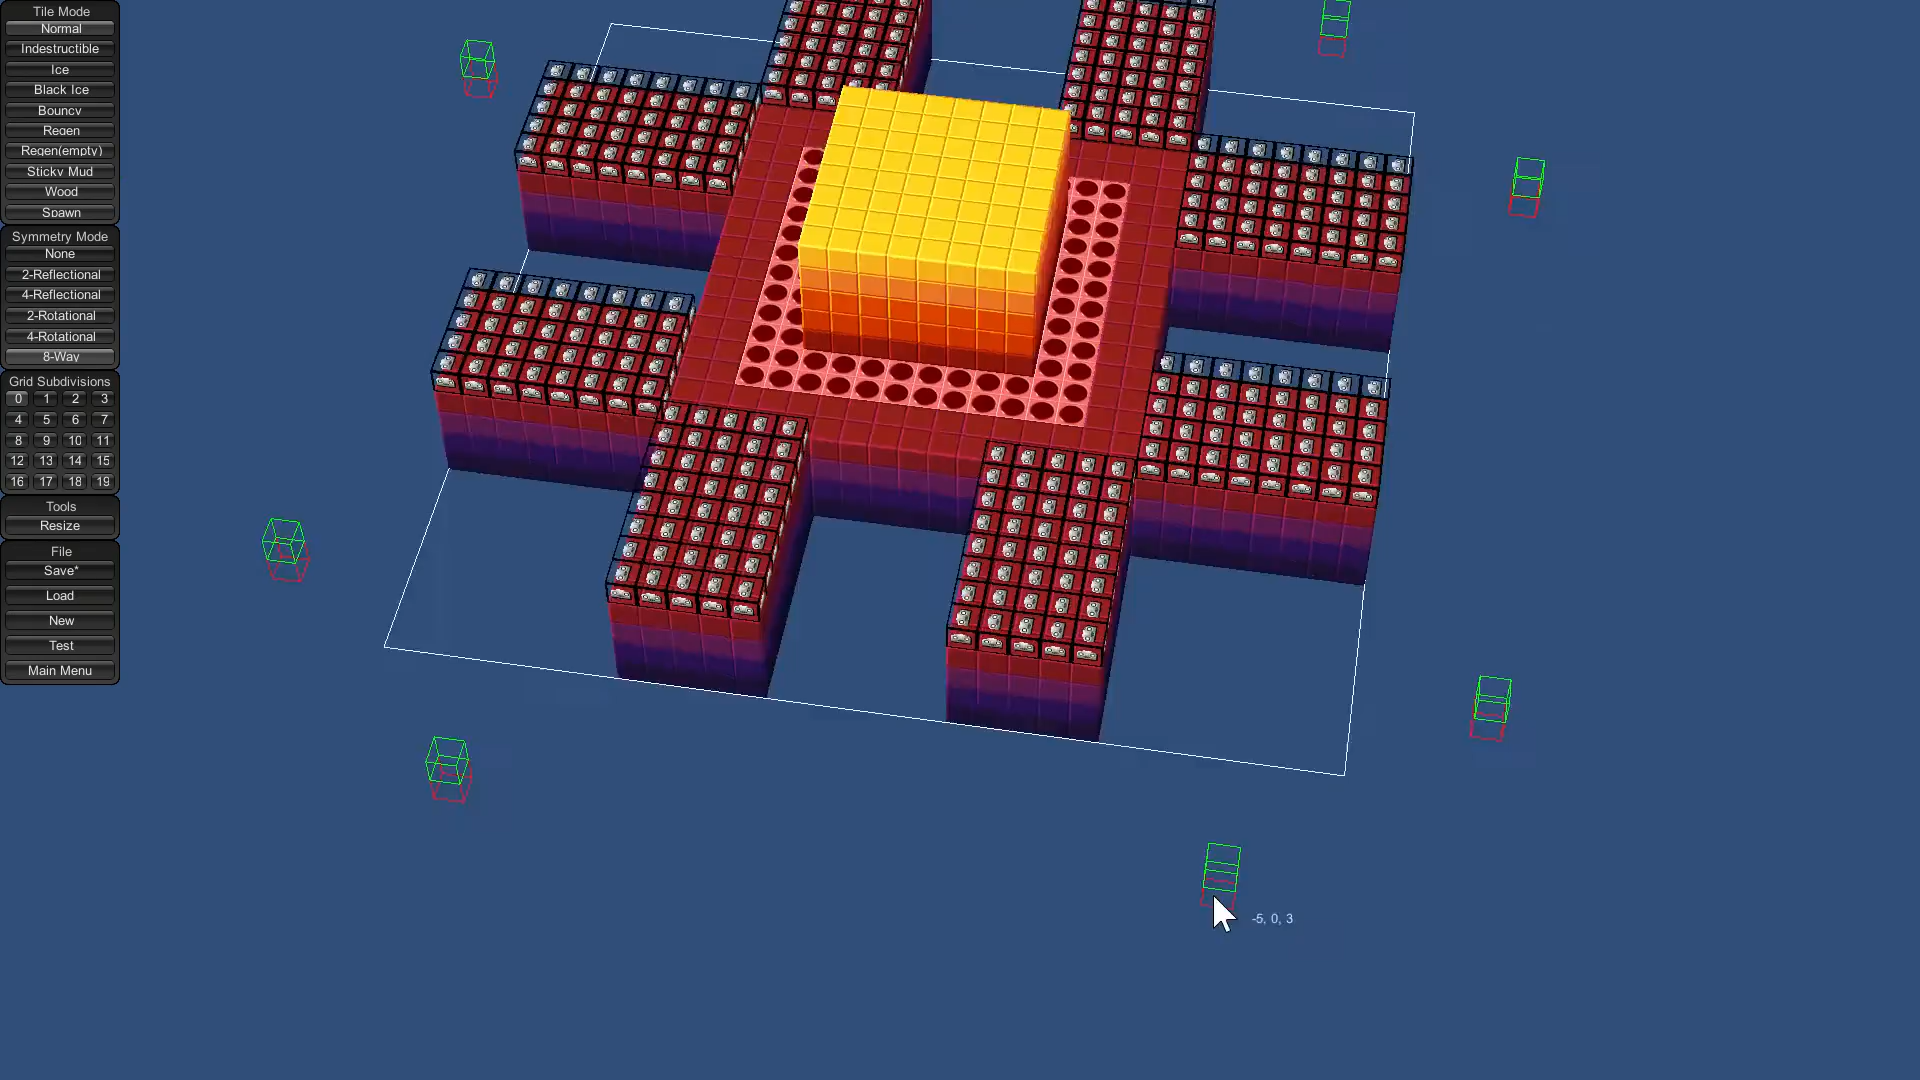 Tile Mode
Normal
Indestructible
Ice
Black Ice
Bouncy
Regen
Regen(empty)
Sticky Mud
Wood
Spawn
Symmetry Mode
None
2-Reflectional
4-Reflectional
2-Rotational
4-Rotational
8-Way
Grid Subdivisions
0 1 2 3
4 5 6 7
8 9 10 11
12 13 14 15
16 17 18 19
Tools
Resize
File
Save*
Load
New
Test
Main Menu
-5, 0, 3